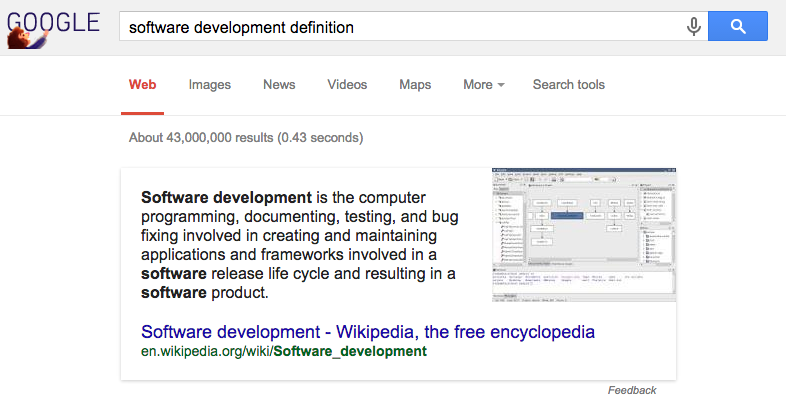 GOOGLE
software development definition
Web Images News Videos Maps More Search tools
About 43,000,000 results (0.43 seconds)
Software development is the computer
programming, documenting, testing, and bug
fixing involved in creating and maintaining
applications and frameworks involved in a
software release life cycle and resulting in a
software product.
Software development - Wikipedia, the free encyclopedia
en.wikipedia.org/wiki/Software_development
Feedback